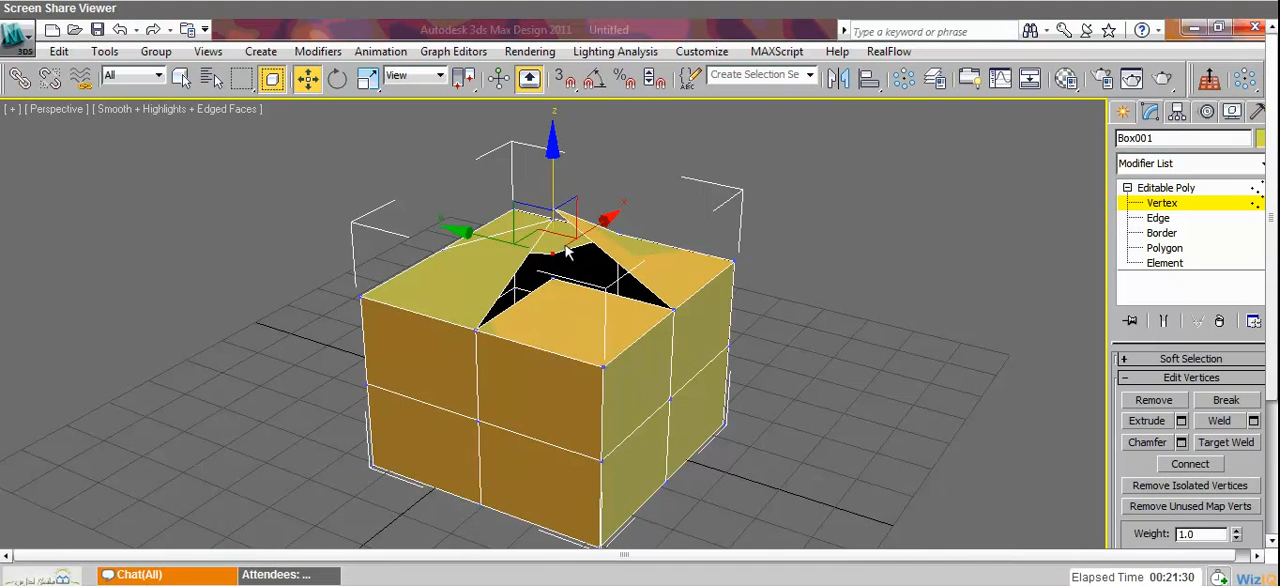 Screen Share Viewer
Autodesk 3ds Max Design 2011 Untitled
Type a keyword or phrase
3DS
Edit Tools Group Views Create Modifiers Animation Graph Editors Rendering Lighting Analysis Customize MAXScript Help RealFlow
All View 3 Create Selection Se
ABC
[ + ] [ Perspective ] [ Smooth + Highlights + Edged Faces ]
z
x
Box001
Modifier List
Editable Poly
Vertex
Edge
Border
Polygon
Element
+ Soft Selection
- Edit Vertices
Remove Break
Extrude Weld
Chamfer Target Weld
Connect
Remove Isolated Vertices
Remove Unused Map Verts
Weight: 1.0
Chat(All) Attendees: ... Elapsed Time 00:21:30 WizI